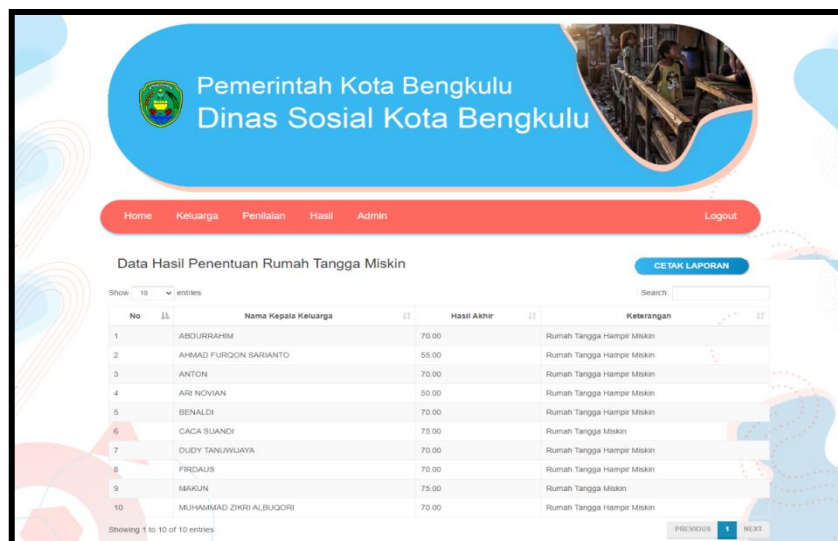 Pemerintah Kota Bengkulu
Dinas Sosial Kota Bengkulu
Home Keluarga Penilaian Hasil Admin Logout
Data Hasil Penentuan Rumah Tangga Miskin CETAK LAPORAN
Show 10 entries Search:
No Nama Kepala Keluarga Hasil Akhir Keterangan
1 ABDURRAHIM 70.00 Rumah Tangga Hampir Miskin
2 AHMAD FURQON SARIANTO 55.00 Rumah Tangga Hampir Miskin
3 ANTON 70.00 Rumah Tangga Hampir Miskin
4 ARI NOVIAN 50.00 Rumah Tangga Hampir Miskin
5 BENALDI 70.00 Rumah Tangga Hampir Miskin
6 CACA SUANDI 75.00 Rumah Tangga Miskin
7 DUDY TANUWIJAYA 70.00 Rumah Tangga Hampir Miskin
8 FIRDAUS 70.00 Rumah Tangga Hampir Miskin
9 MAKUN 75.00 Rumah Tangga Miskin
10 MUHAMMAD ZIKRI ALBUQORI 70.00 Rumah Tangga Hampir Miskin
Showing 1 to 10 of 10 entries PREVIOUS 1 NEXT